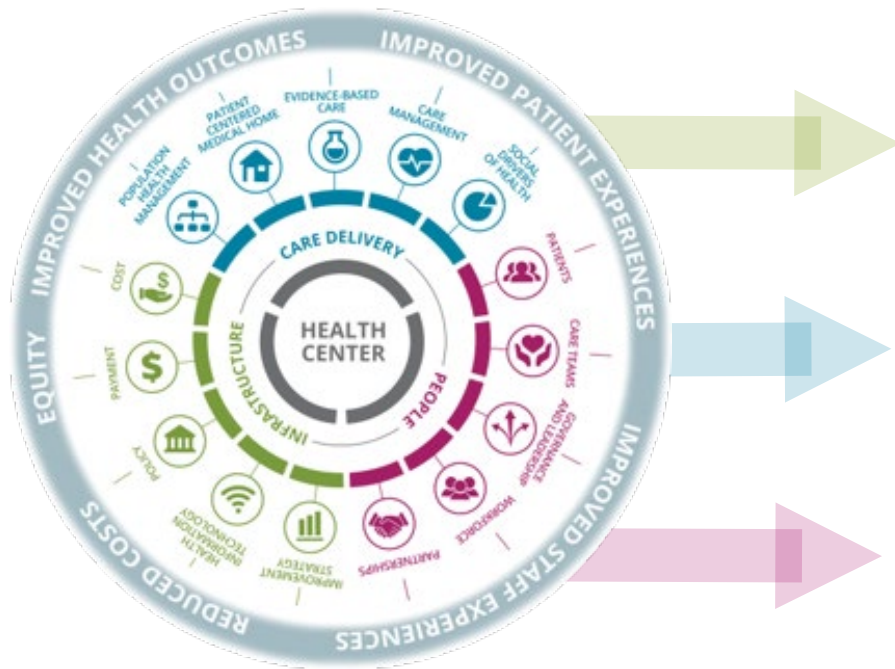 IMPROVED HEALTH OUTCOMES
IMPROVED PATIENT EXPERIENCES
IMPROVED STAFF EXPERIENCES
REDUCED COSTS
EQUITY
POPULATION
HEALTH
MANAGEMENT
PATIENT
CENTERED
MEDICAL HOME
EVIDENCE-BASED
CARE
CARE
MANAGEMENT
SOCIAL
DRIVERS
OF HEALTH
PATIENTS
CARE TEAMS
GOVERNANCE
AND LEADERSHIP
WORKFORCE
PARTNERSHIPS
IMPROVEMENT
STRATEGY
HEALTH
INFORMATION
TECHNOLOGY
POLICY
PAYMENT
$
COST
$
CARE DELIVERY
PEOPLE
INFRASTRUCTURE
HEALTH
CENTER